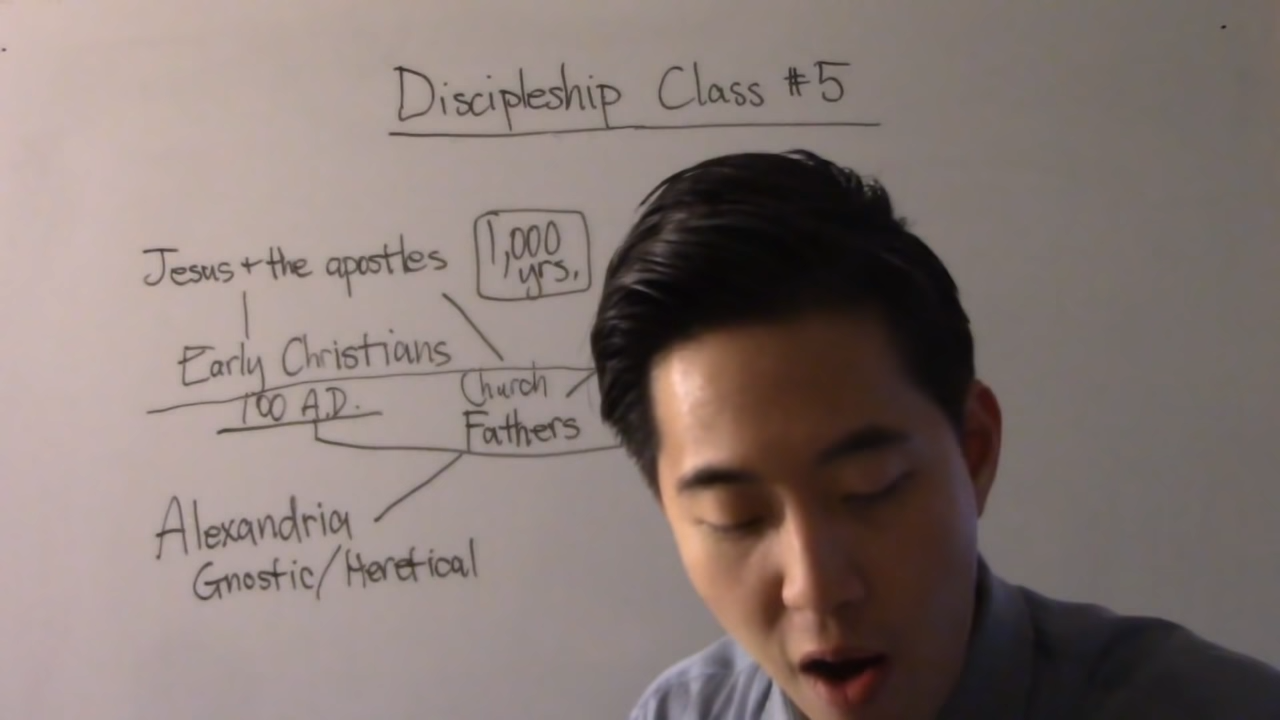 Discipleship Class #5
Jesus + the apostles
1,000
yrs.
Early Christians
100 A.D.
Church
Fathers
Alexandria
Gnostic/Heretical